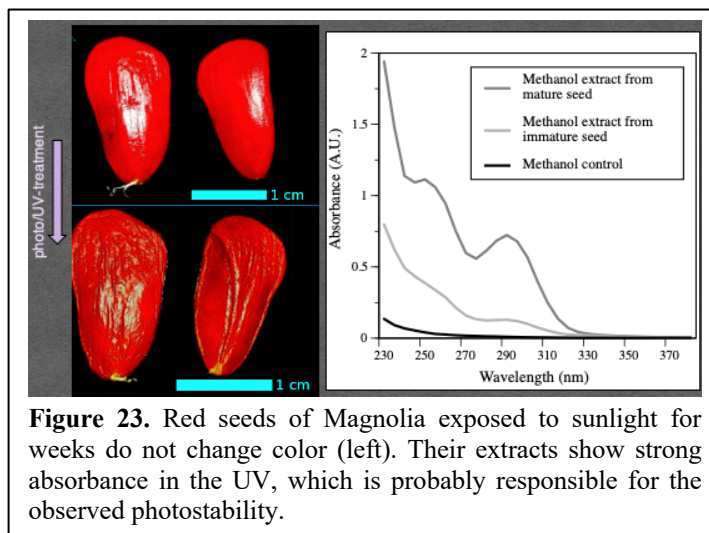 photo/UV-treatment
1 cm
1 cm
2
1.5
1
0.5
0
Absorbance (A.U.)
Methanol extract from
mature seed
Methanol extract from
immature seed
Methanol control
230
250
270
290
310
330
350
370
Wavelength (nm)
Figure 23. Red seeds of Magnolia exposed to sunlight for
weeks do not change color (left). Their extracts show strong
absorbance in the UV, which is probably responsible for the
observed photostability.